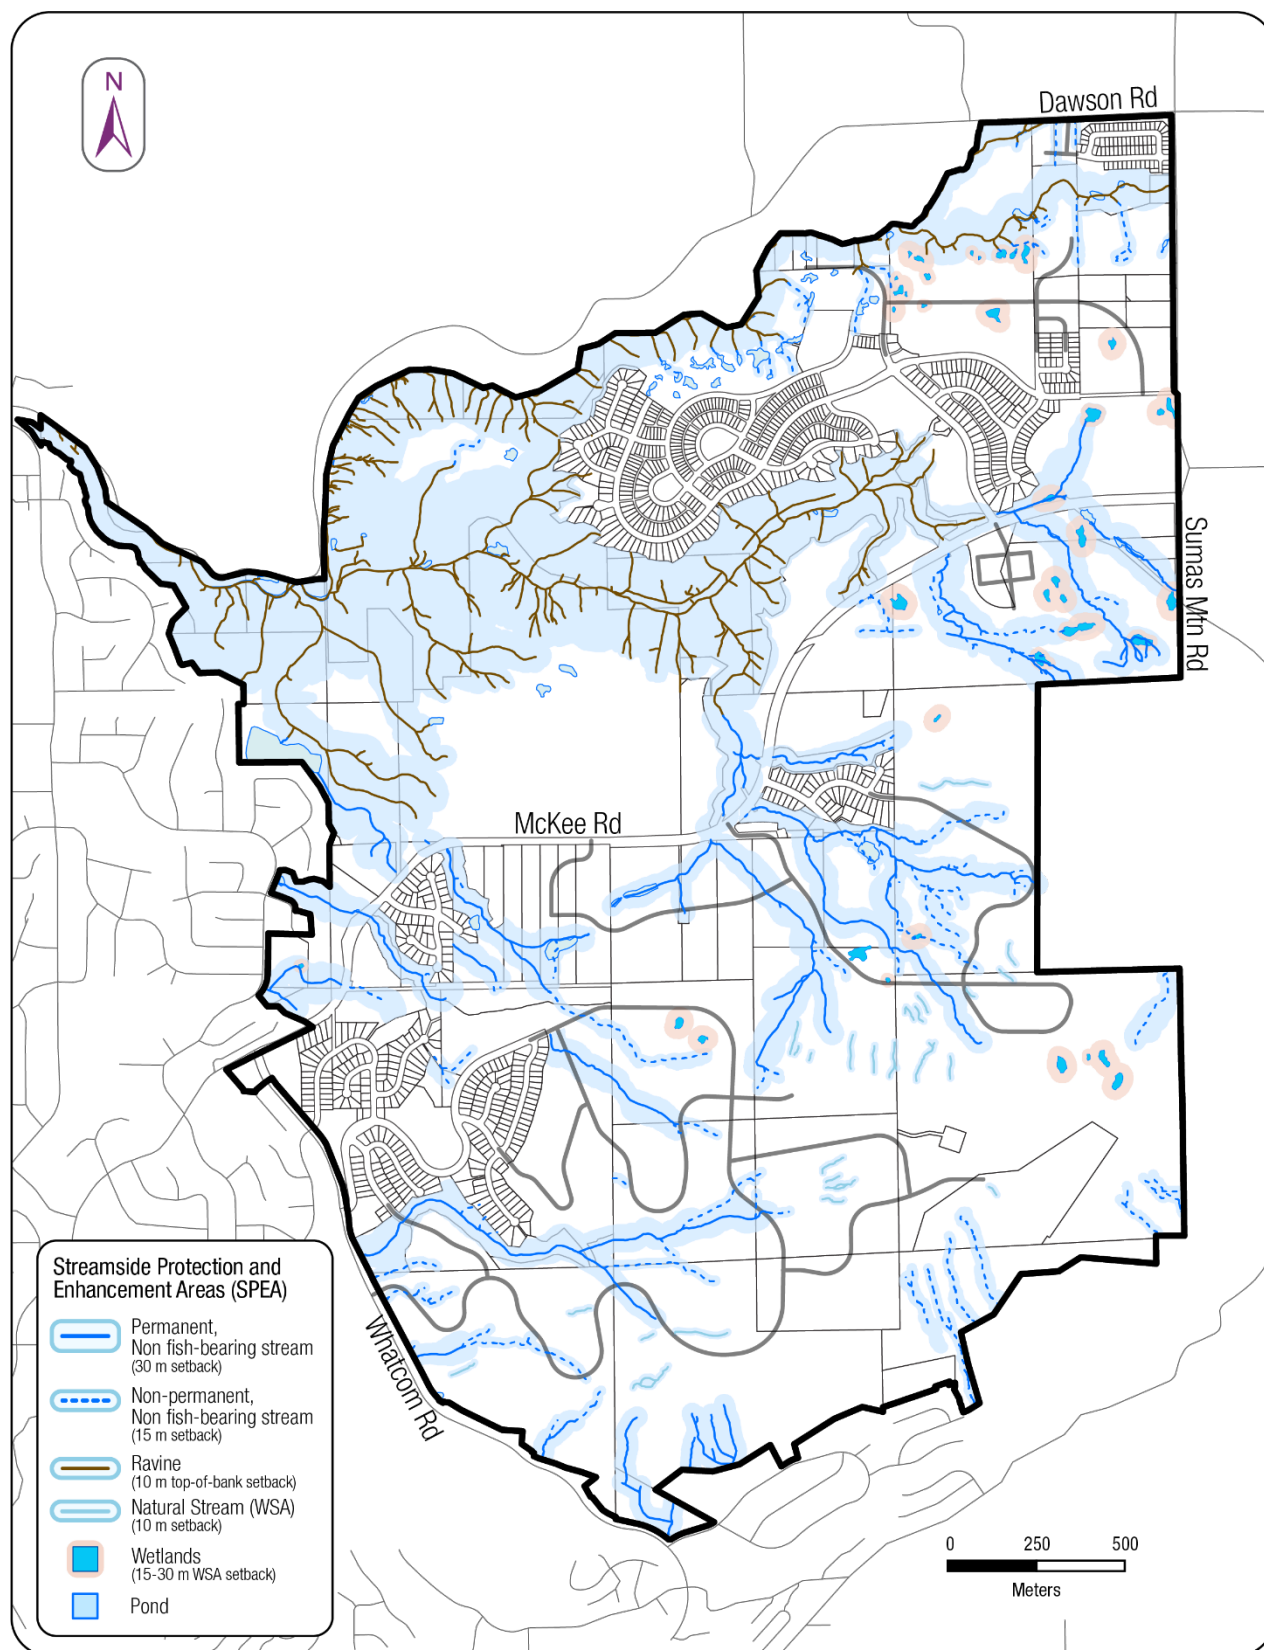 N
Dawson Rd
Sumas Mtn Rd
McKee Rd
Whatcom Rd
Streamside Protection and
Enhancement Areas (SPEA)
Permanent,
Non fish-bearing stream
(30 m setback)
Non-permanent,
Non fish-bearing stream
(15 m setback)
Ravine
(10 m top-of-bank setback)
Natural Stream (WSA)
(10 m setback)
Wetlands
(15-30 m WSA setback)
Pond
0 250 500
Meters